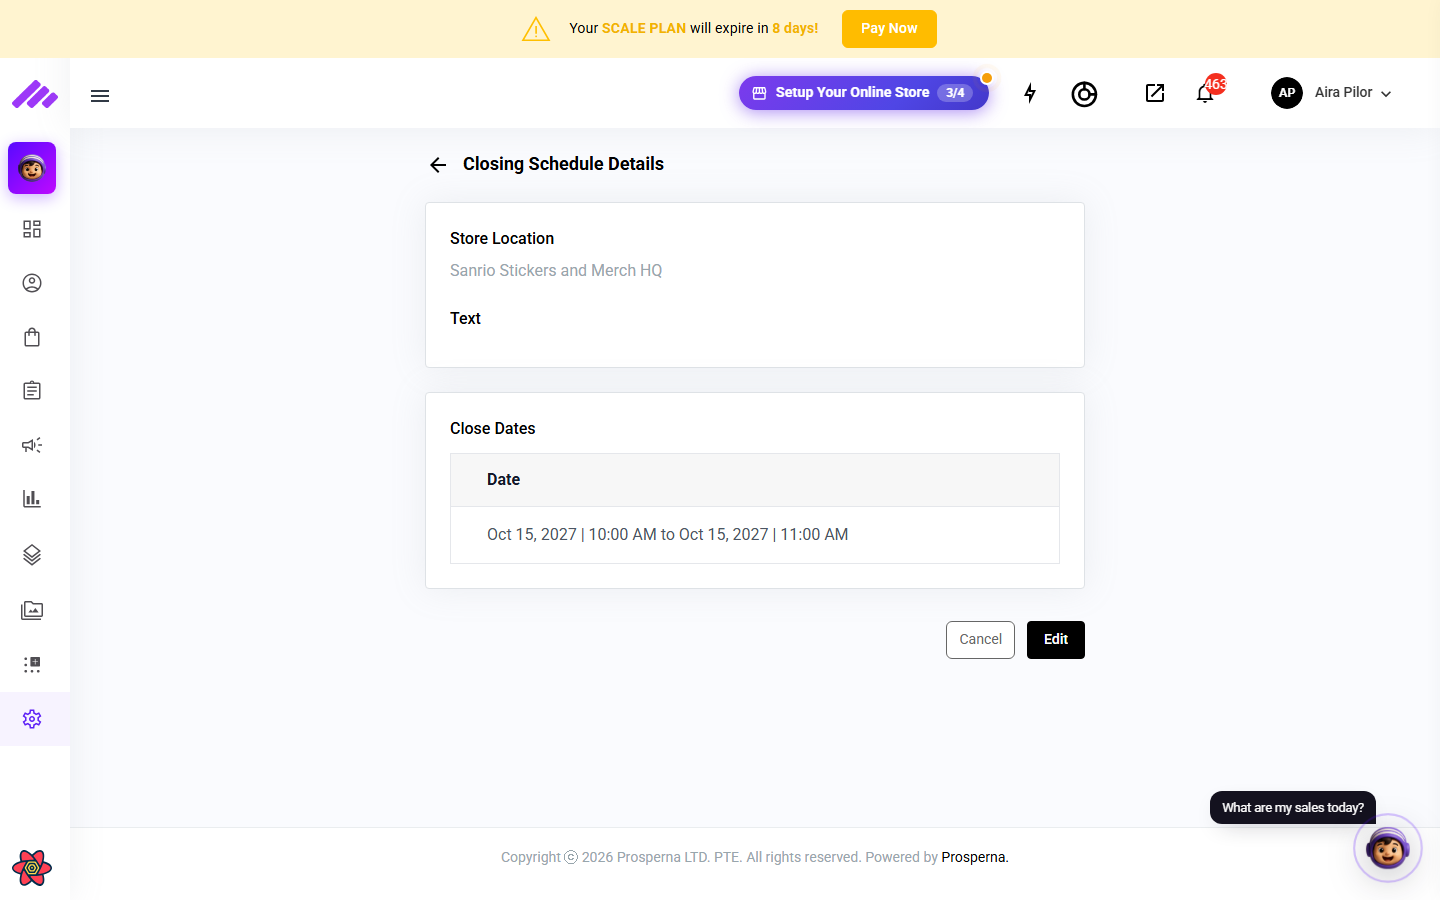 Your SCALE PLAN will expire in 8 days!
Pay Now
Setup Your Online Store 3/4
463
AP
Aira Pilor
Closing Schedule Details
Store Location
Sanrio Stickers and Merch HQ
Text
Close Dates
Date
Oct 15, 2027 | 10:00 AM to Oct 15, 2027 | 11:00 AM
Cancel
Edit
What are my sales today?
Copyright © 2026 Prosperna LTD. PTE. All rights reserved. Powered by Prosperna.